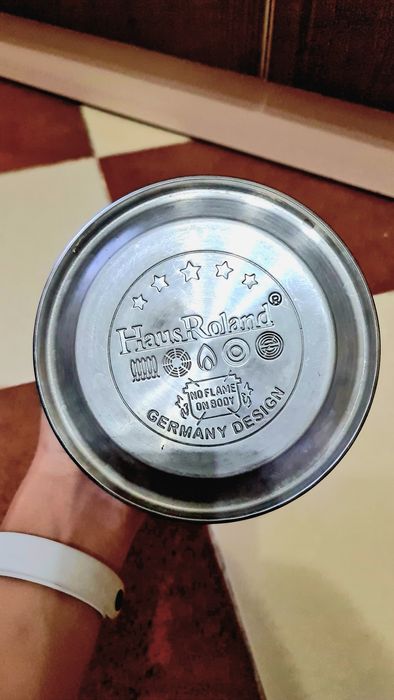 HausRoland®
NO FLAME
ON BODY
GERMANY DESIGN